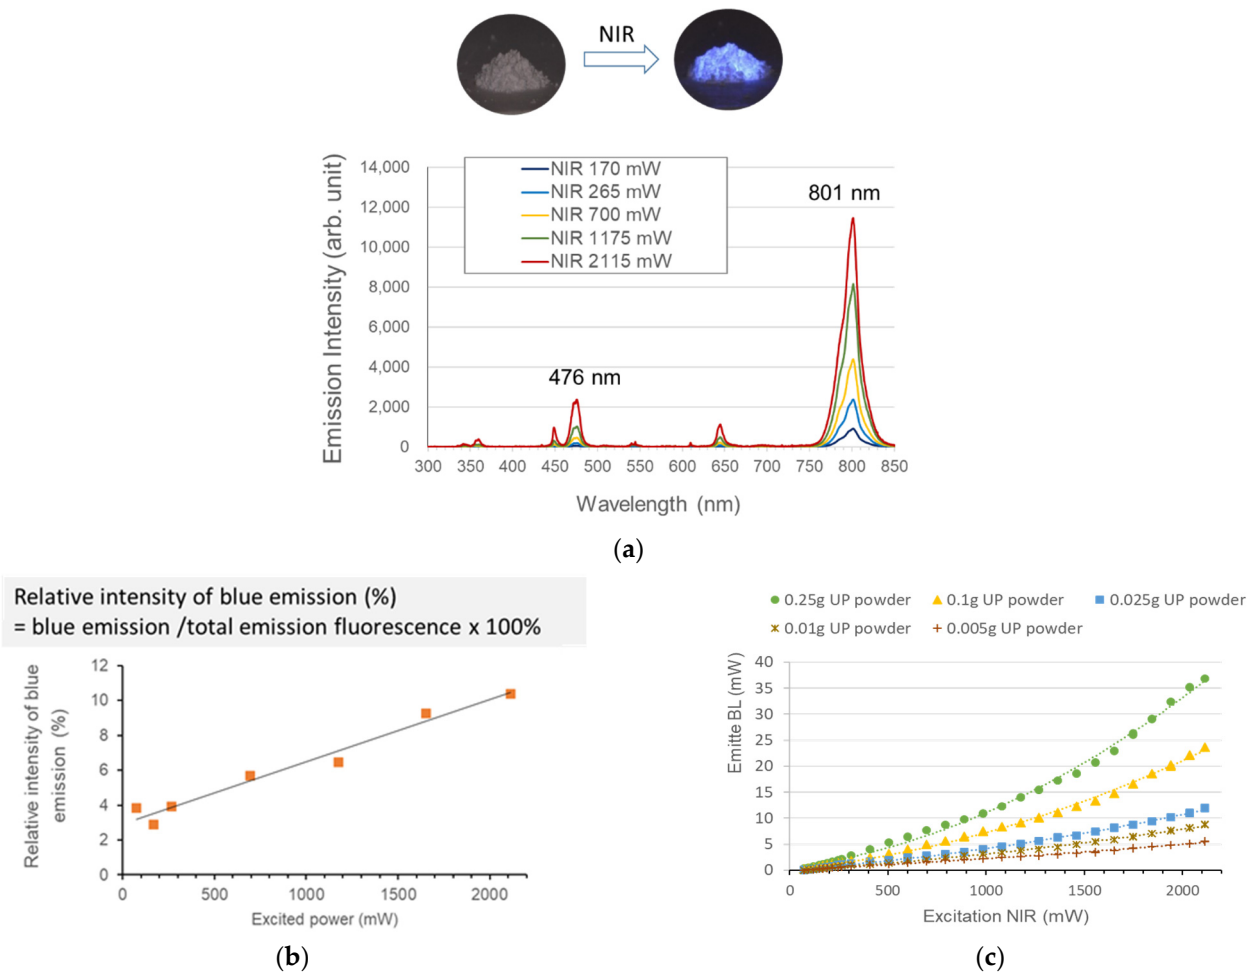 NIR
Emission Intensity (arb. unit)
14,000
12,000
10,000
8,000
6,000
4,000
2,000
0
NIR 170 mW
NIR 265 mW
NIR 700 mW
NIR 1175 mW
NIR 2115 mW
801 nm
476 nm
300 350 400 450 500 550 600 650 700 750 800 850
Wavelength (nm)
(a)
Relative intensity of blue emission (%)
= blue emission /total emission fluorescence x 100%
Relative intensity of blue
emission (%)
12
10
8
6
4
2
0
0 500 1000 1500 2000
Excited power (mW)
(b)
0.25g UP powder 0.1g UP powder 0.025g UP powder
0.01g UP powder 0.005g UP powder
Emitte BL (mW)
40
35
30
25
20
15
10
5
0
0 500 1000 1500 2000
Excitation NIR (mW)
(c)